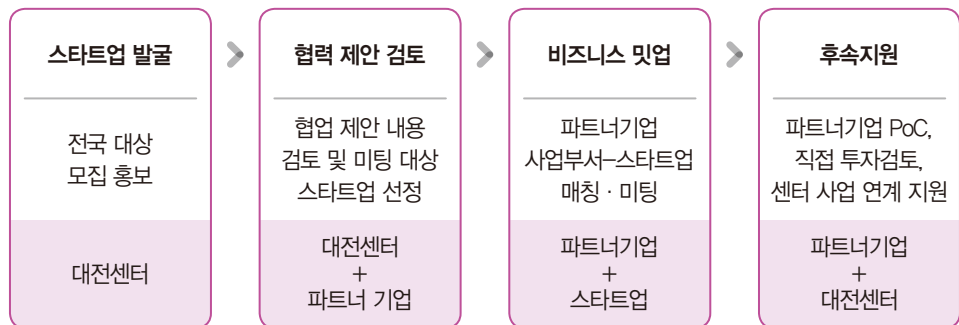 스타트업 발굴
전국 대상
모집 홍보
대전센터
협력 제안 검토
협업 제안 내용
검토 및 미팅 대상
스타트업 선정
대전센터
+
파트너 기업
비즈니스 밋업
파트너기업
사업부서–스타트업
매칭 · 미팅
파트너기업
+
스타트업
후속지원
파트너기업 PoC,
직접 투자검토,
센터 사업 연계 지원
파트너기업
+
대전센터